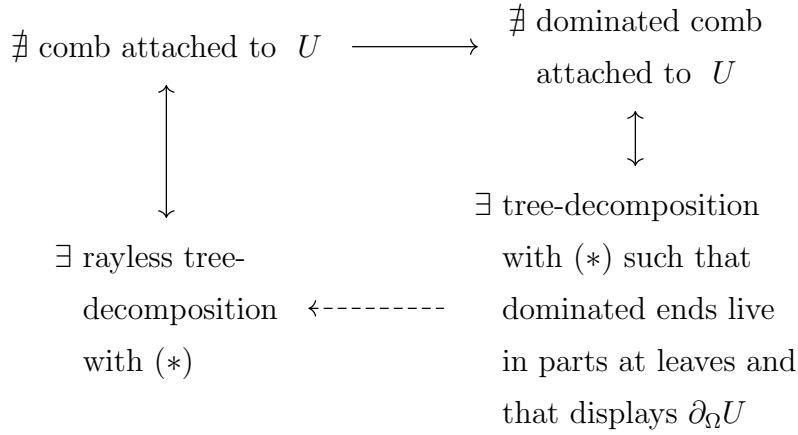 ∄ comb attached to U
∄ dominated comb
attached to U
∃ rayless tree-
decomposition
with (∗)
∃ tree-decomposition
with (∗) such that
dominated ends live
in parts at leaves and
that displays ∂_Ω U